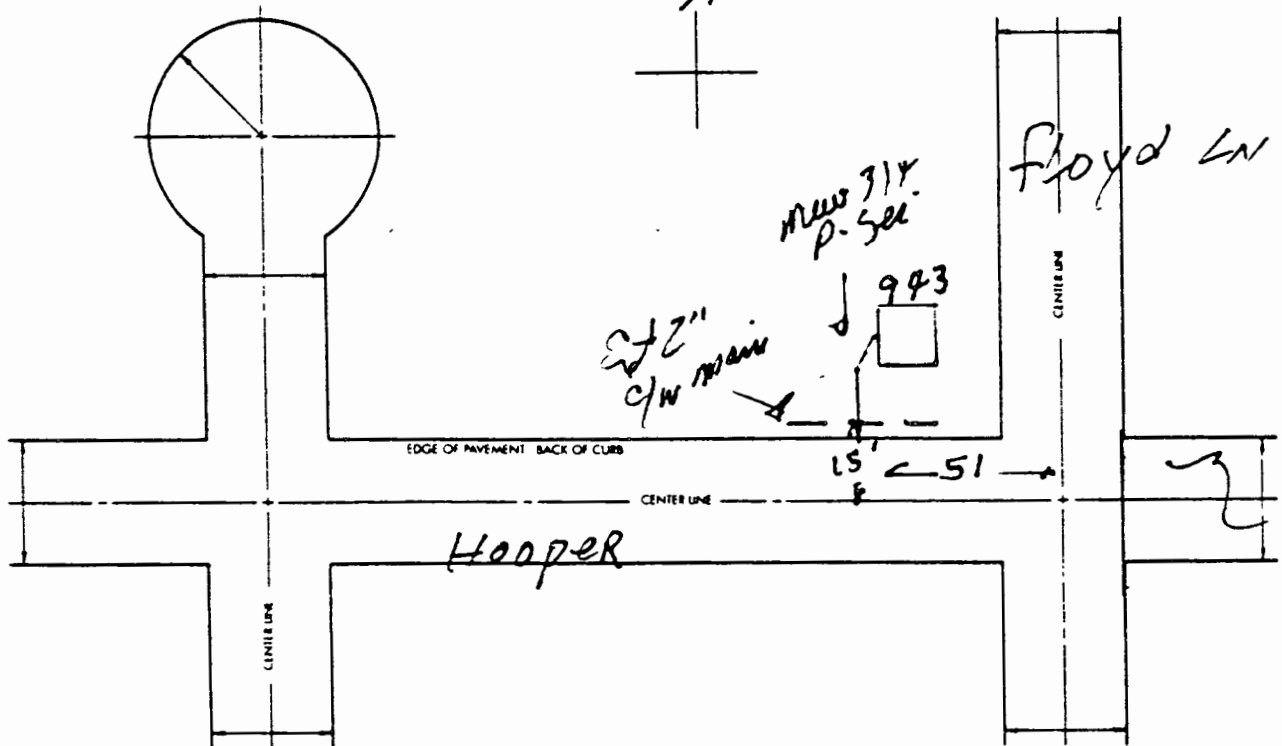 Floyd LN
New 3/4
P-Ser.
943
2"
c/w main
CENTER LINE
EDGE OF PAVEMENT BACK OF CURB
15'
51
CENTER LINE
HoopeR
CENTER LINE